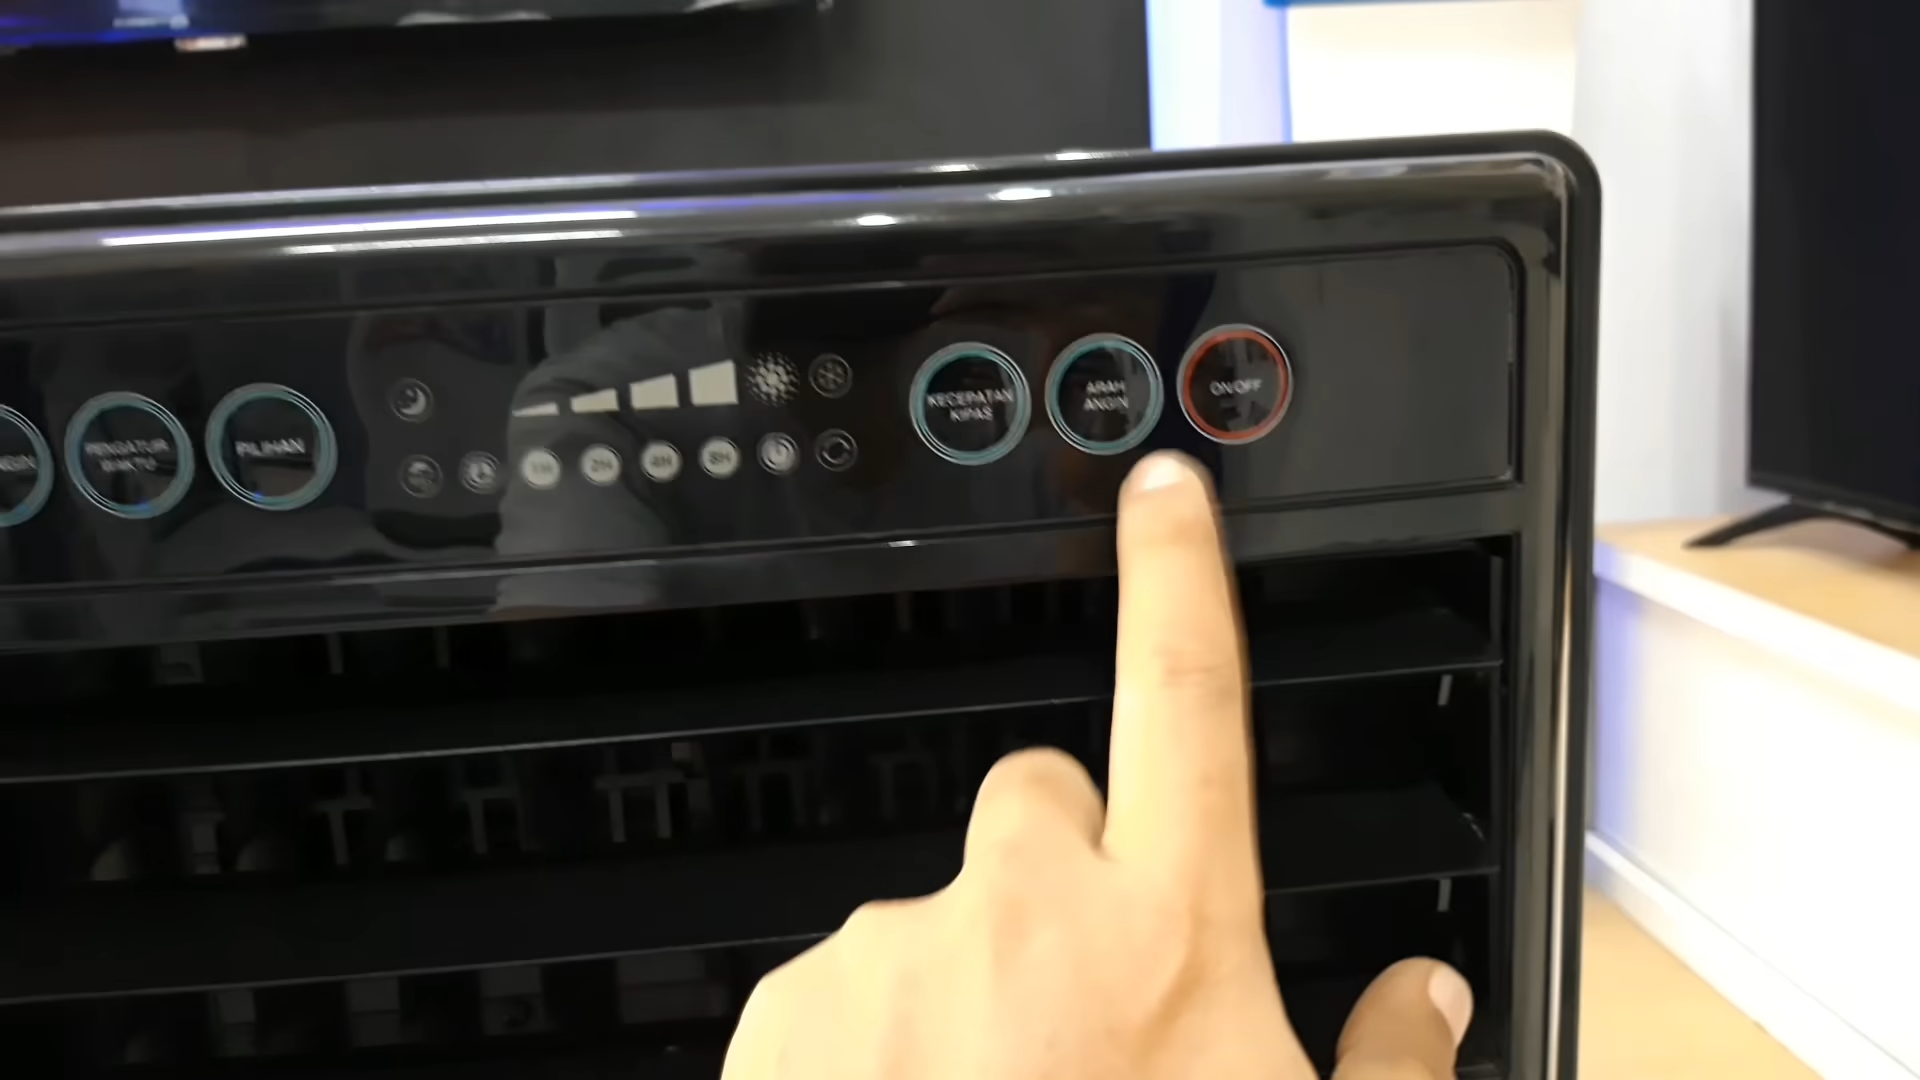 PENGATUR
WAKTU
PILIHAN
1H 2H 4H 8H
KECEPATAN
KIPAS
ARAH
ANGIN
ON/OFF